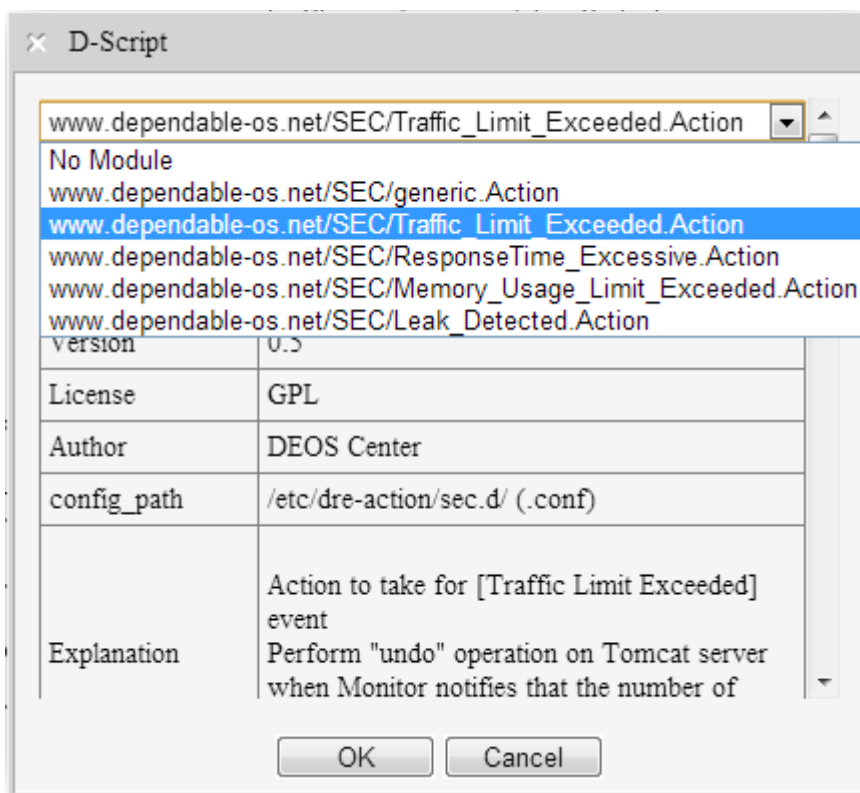 D-Script
www.dependable-os.net/SEC/Traffic_Limit_Exceeded.Action
No Module
www.dependable-os.net/SEC/generic.Action
www.dependable-os.net/SEC/Traffic_Limit_Exceeded.Action
www.dependable-os.net/SEC/ResponseTime_Excessive.Action
www.dependable-os.net/SEC/Memory_Usage_Limit_Exceeded.Action
www.dependable-os.net/SEC/Leak_Detected.Action
Version 0.5
License GPL
Author DEOS Center
config_path /etc/dre-action/sec.d/ (.conf)
Explanation
Action to take for [Traffic Limit Exceeded]
event
Perform "undo" operation on Tomcat server
when Monitor notifies that the number of
OK Cancel